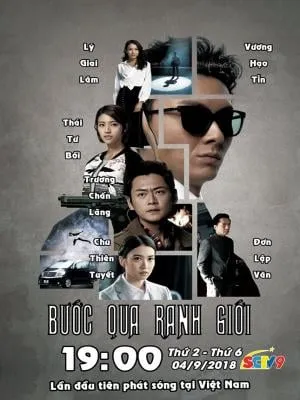 Lý
Giai
Lâm
Vương
Hạo
Tín
Thái
Tư
Bối
Trương
Chấn
Lãng
Chu
Thiên
Tuyết
Đơn
Lập
Văn
BƯỚC QUA RANH GIỚI
19:00
Thứ 2 - Thứ 6
04/9/2018
SCTV9
Lần đầu tiên phát sóng tại Việt Nam